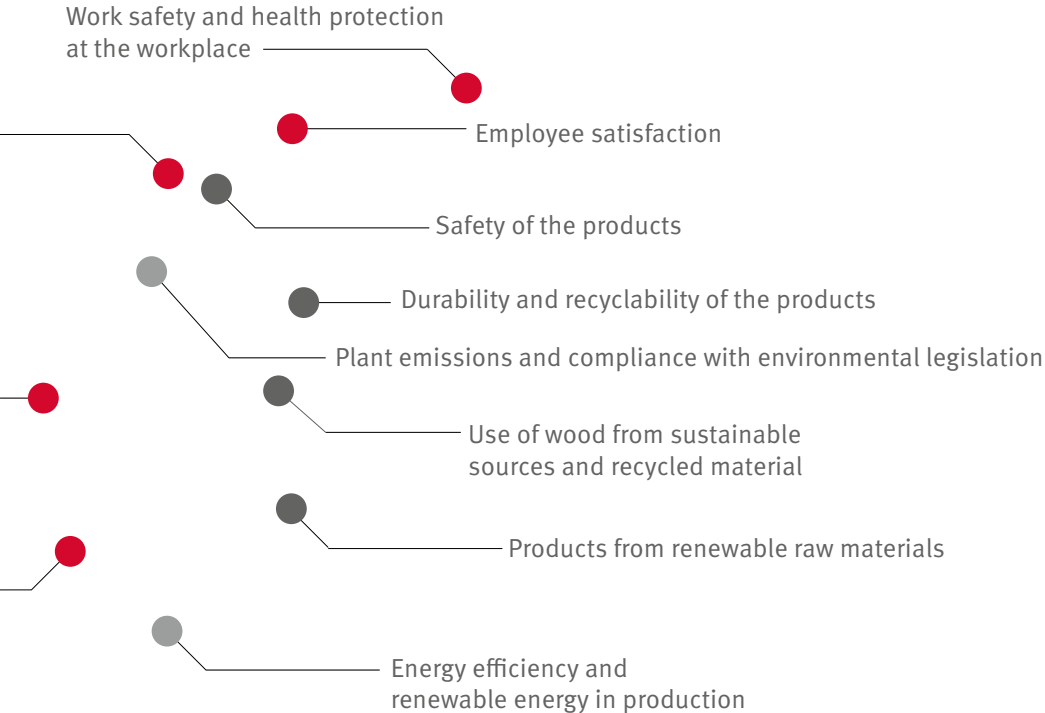 Work safety and health protection
at the workplace
Employee satisfaction
Safety of the products
Durability and recyclability of the products
Plant emissions and compliance with environmental legislation
Use of wood from sustainable
sources and recycled material
Products from renewable raw materials
Energy efficiency and
renewable energy in production